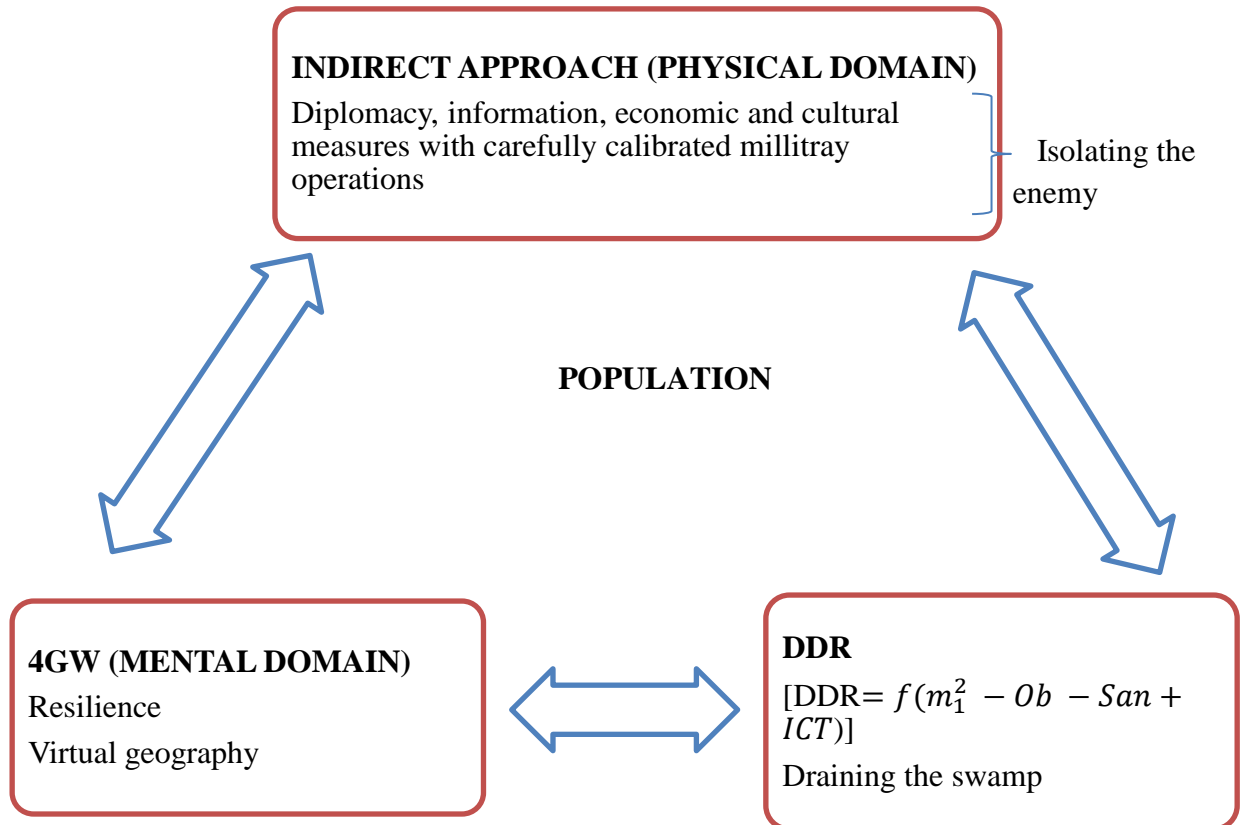 INDIRECT APPROACH (PHYSICAL DOMAIN)
Diplomacy, information, economic and cultural
measures with carefully calibrated millitray
operations
Isolating the
enemy
POPULATION
4GW (MENTAL DOMAIN)
Resilience
Virtual geography
DDR
[DDR= f(m₁² − Ob − San +
ICT)]
Draining the swamp